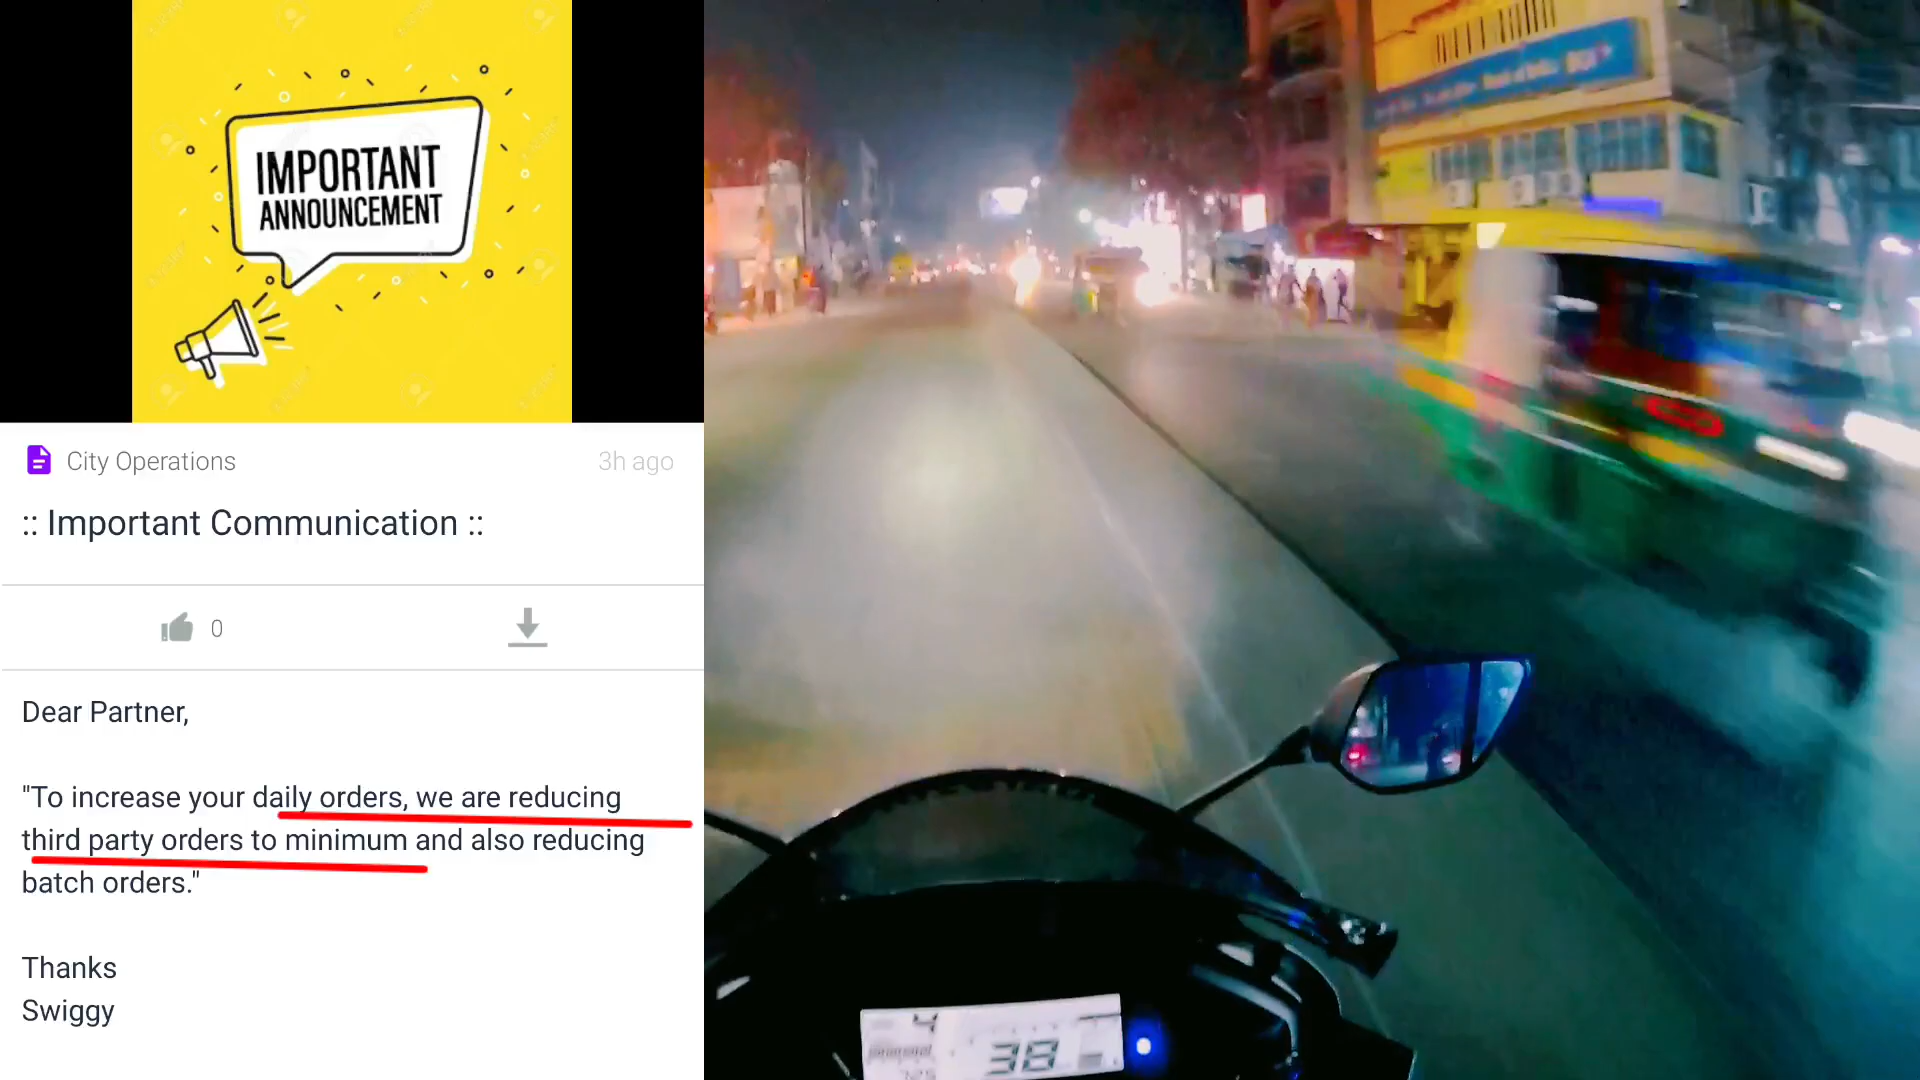 IMPORTANT
ANNOUNCEMENT
City Operations
3h ago
:: Important Communication ::
0
Dear Partner,
"To increase your daily orders, we are reducing
third party orders to minimum and also reducing
batch orders."
Thanks
Swiggy
4
38